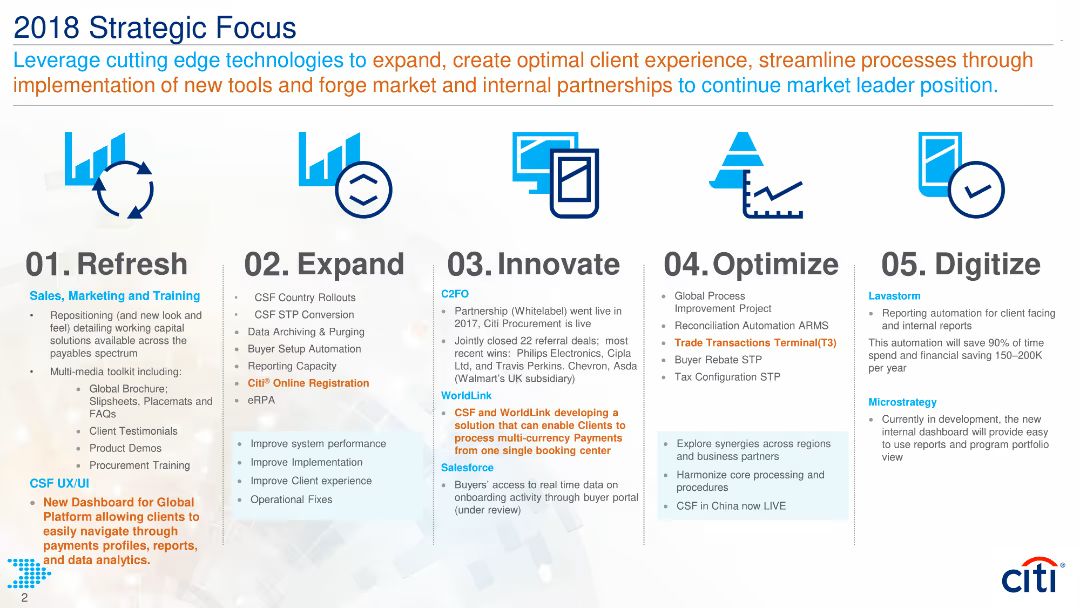 2018 Strategic Focus
Leverage cutting edge technologies to expand, create optimal client experience, streamline processes through
implementation of new tools and forge market and internal partnerships to continue market leader position.
01. Refresh
Sales, Marketing and Training
• Repositioning (and new look and
feel) detailing working capital
solutions available across the
payables spectrum
• Multi-media toolkit including:
• Global Brochure;
Slipsheets. Placemats and
FAQs
• Client Testimonials
• Product Demos
• Procurement Training
CSF UX/UI
• New Dashboard for Global
Platform allowing clients to
easily navigate through
payments profiles, reports,
and data analytics.
02. Expand
• CSF Country Rollouts
• CSF STP Conversion
• Data Archiving & Purging
• Buyer Setup Automation
• Reporting Capacity
• Citi® Online Registration
• eRPA
• Improve system performance
• Improve Implementation
• Improve Client experience
• Operational Fixes
03. Innovate
C2FO
• Partnership (Whitelabel) went live in
2017, Citi Procurement is live
• Jointly closed 22 referral deals; most
recent wins: Philips Electronics, Cipla
Ltd, and Travis Perkins. Chevron, Asda
(Walmart's UK subsidiary)
WorldLink
• CSF and WorldLink developing a
solution that can enable Clients to
process multi-currency Payments
from one single booking center
Salesforce
• Buyers' access to real time data on
onboarding activity through buyer portal
(under review)
04. Optimize
• Global Process
Improvement Project
• Reconciliation Automation ARMS
• Trade Transactions Terminal(T3)
• Buyer Rebate STP
• Tax Configuration STP
• Explore synergies across regions
and business partners
• Harmonize core processing and
procedures
• CSF in China now LIVE
05. Digitize
Lavastorm
• Reporting automation for client facing
and internal reports
This automation will save 90% of time
spend and financial saving 150–200K
per year
Microstrategy
• Currently in development, the new
internal dashboard will provide easy
to use reports and program portfolio
view
2
citi®